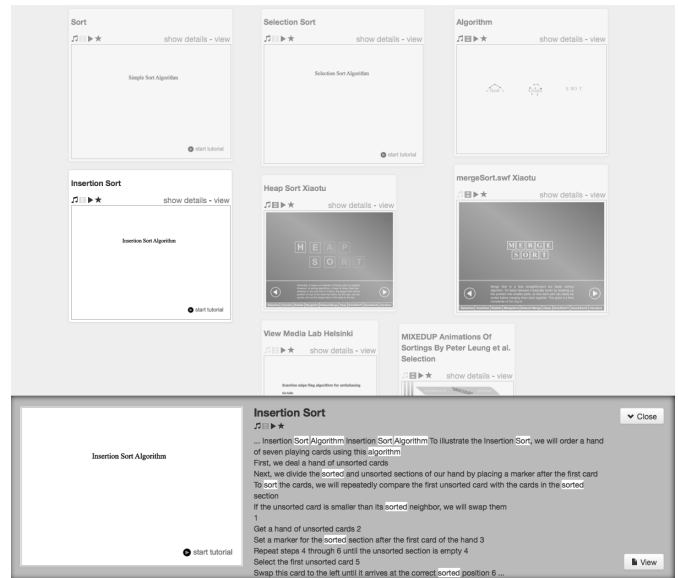 Sort
show details - view
Simple Sort Algorithm
start tutorial
Selection Sort
show details - view
Selection Sort Algorithm
start tutorial
Algorithm
show details - view
S MO T
Insertion Sort
show details - view
Insertion Sort Algorithm
start tutorial
Heap Sort Xiaotu
show details - view
HEAP
SORT
mergeSort.swf Xiaotu
show details - view
MERGE
SORT
View Media Lab Helsinki
show details - view
MIXEDUP Animations Of
Sortings By Peter Leung et al.
Selection
show details - view
Insertion Sort Algorithm
start tutorial
Insertion Sort
Close
... Insertion Sort Algorithm Insertion Sort Algorithm To illustrate the Insertion Sort, we will order a hand
of seven playing cards using this algorithm
First, we deal a hand of unsorted cards
Next, we divide the sorted and unsorted sections of our hand by placing a marker after the first card
To sort the cards, we will repeatedly compare the first unsorted card with the cards in the sorted
section
If the unsorted card is smaller than its sorted neighbor, we will swap them
1
Get a hand of unsorted cards 2
Set a marker for the sorted section after the first card of the hand 3
Repeat steps 4 through 6 until the unsorted section is empty 4
Select the first unsorted card 5
Swap this card to the left until it arrives at the correct sorted position 6 ...
View